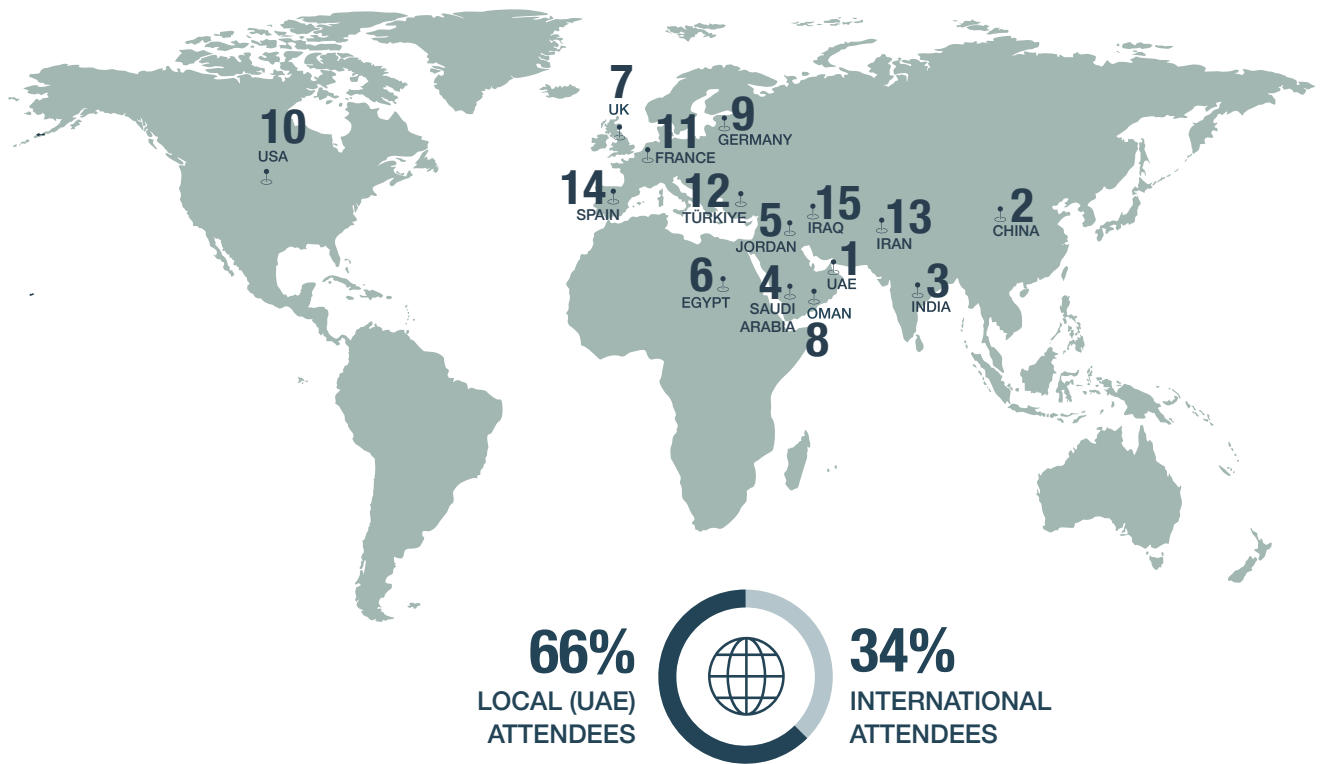 7
UK
10
USA
9
GERMANY
11
FRANCE
14
SPAIN
12
TÜRKIYE
5
JORDAN
15
IRAQ
13
IRAN
2
CHINA
1
UAE
6
EGYPT
4
SAUDI
ARABIA
OMAN
8
3
INDIA
66%
LOCAL (UAE)
ATTENDEES
34%
INTERNATIONAL
ATTENDEES